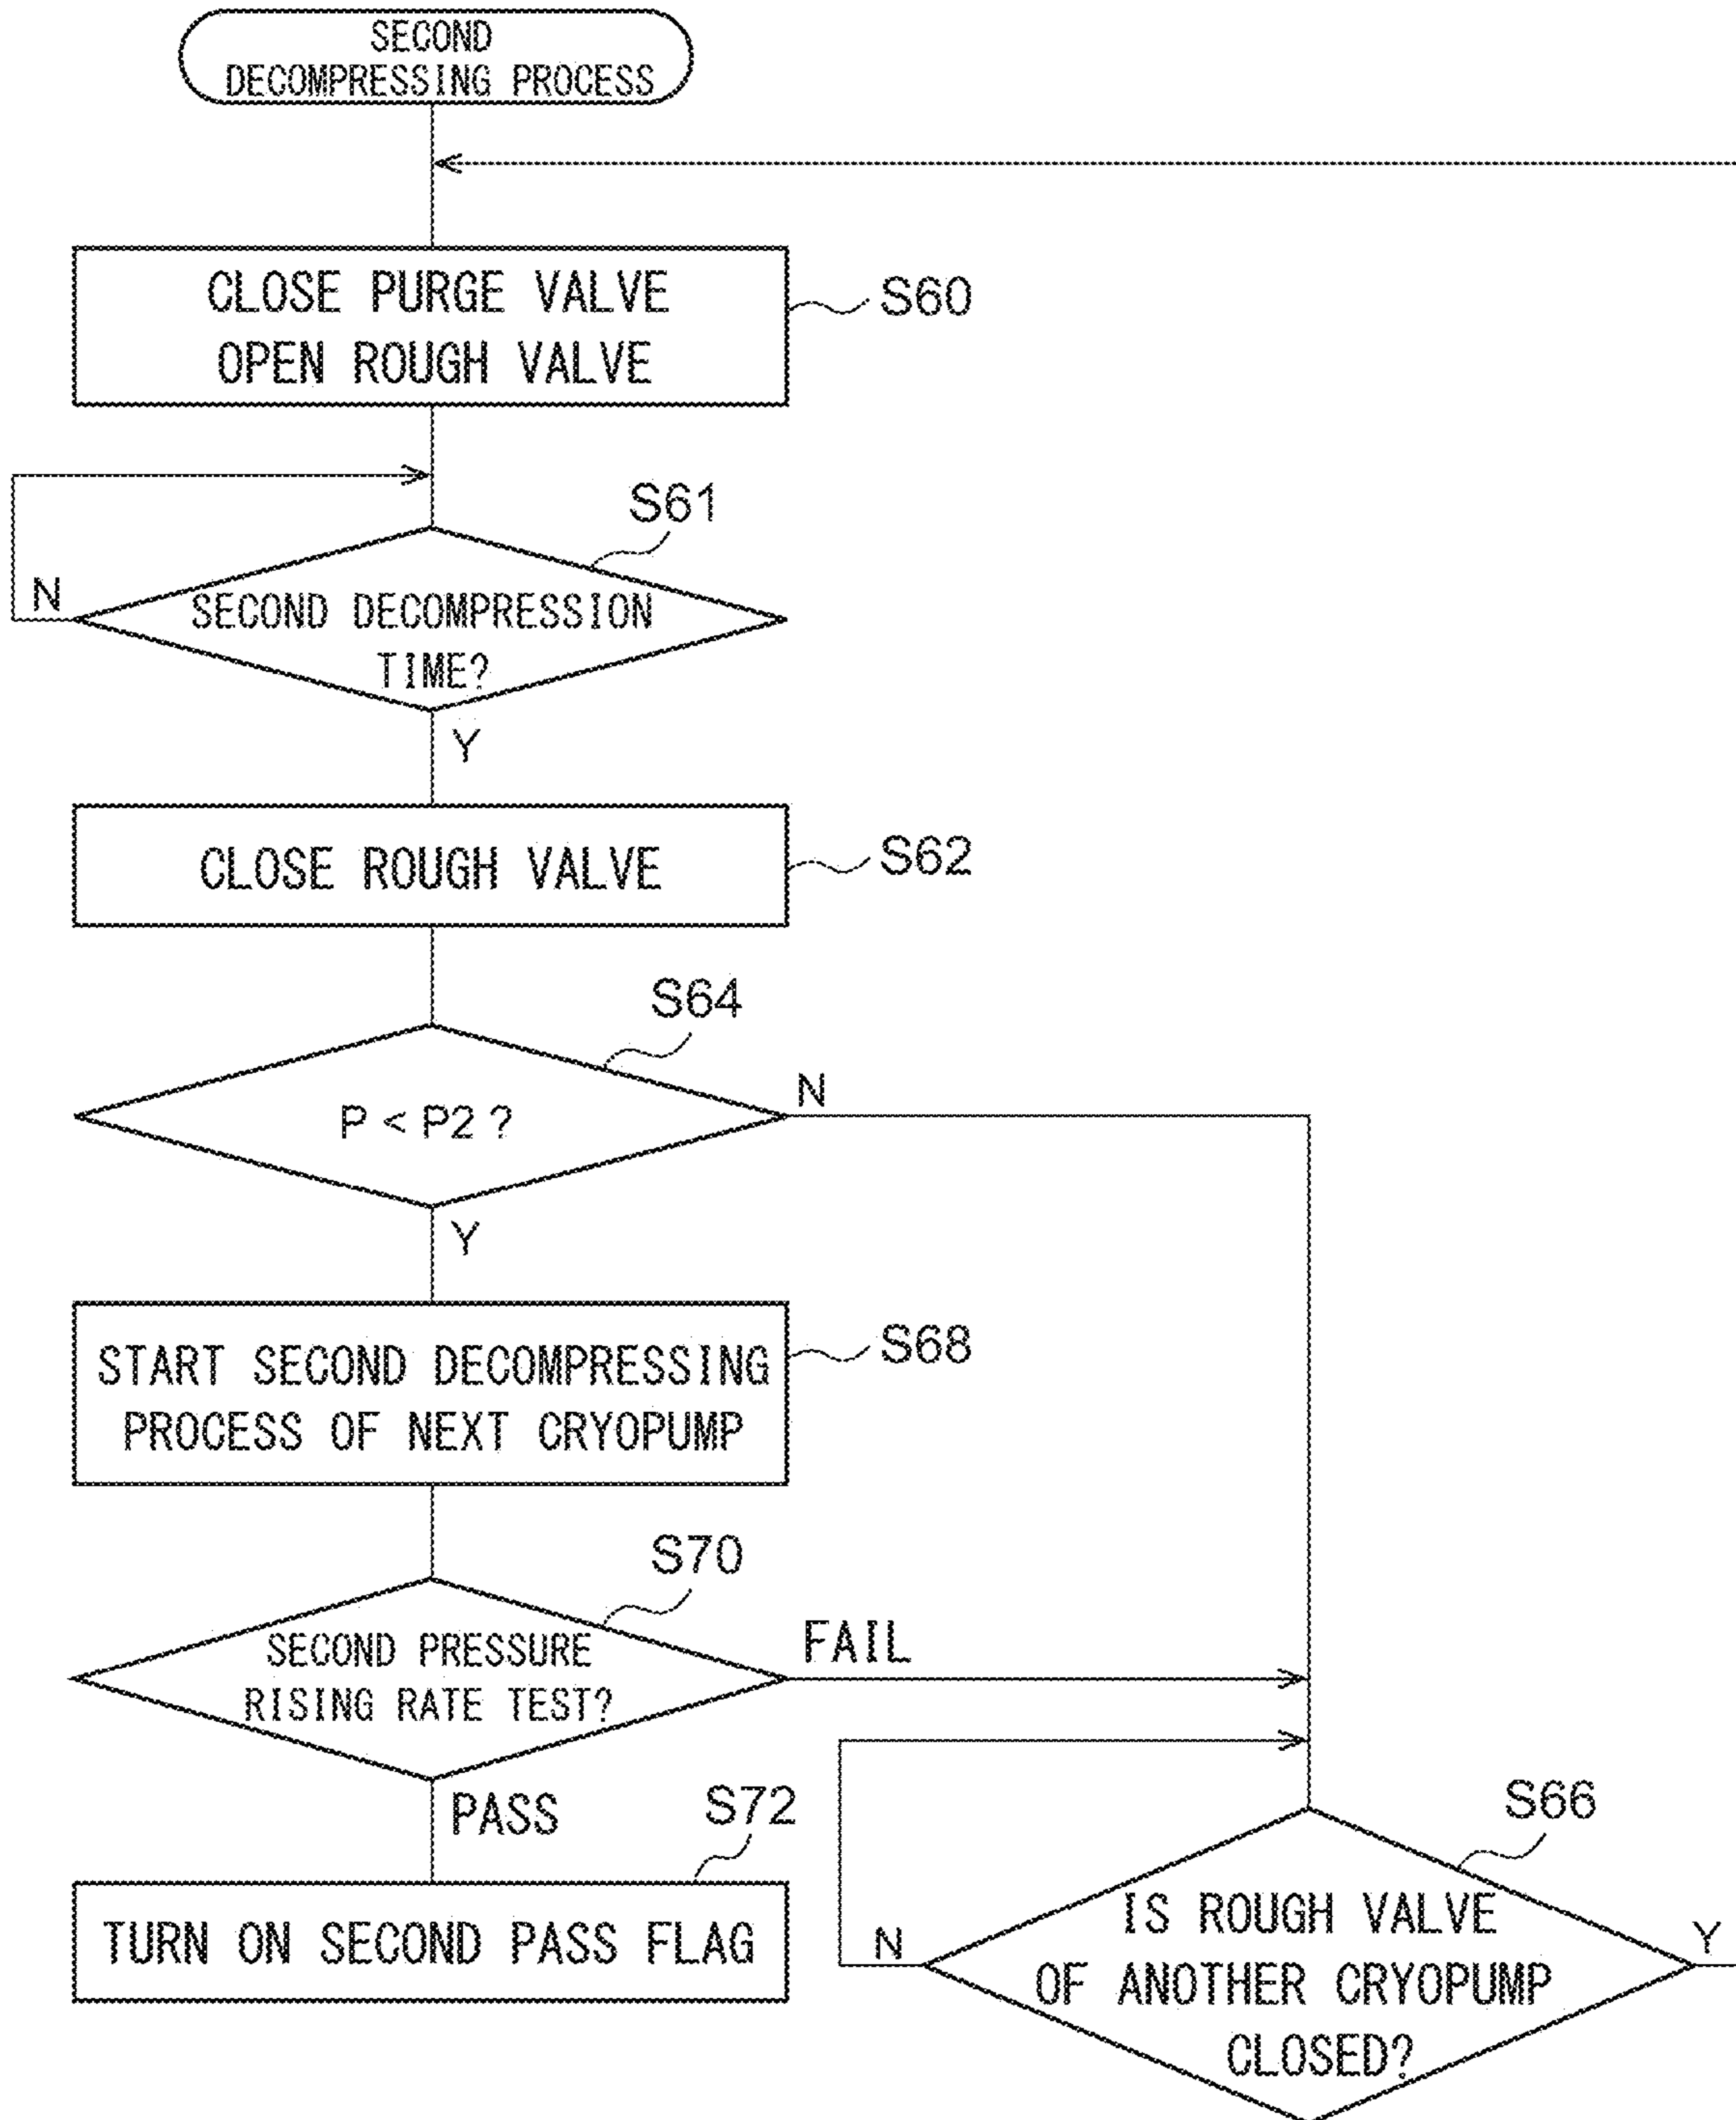 SECOND
DECOMPRESSING PROCESS
CLOSE PURGE VALVE
OPEN ROUGH VALVE
S60
S61
N
SECOND DECOMPRESSION
TIME?
Y
CLOSE ROUGH VALVE
S62
S64
P < P2 ?
N
Y
START SECOND DECOMPRESSING
PROCESS OF NEXT CRYOPUMP
S68
S70
SECOND PRESSURE
RISING RATE TEST?
FAIL
PASS
S72
TURN ON SECOND PASS FLAG
S66
IS ROUGH VALVE
OF ANOTHER CRYOPUMP
CLOSED?
N
Y